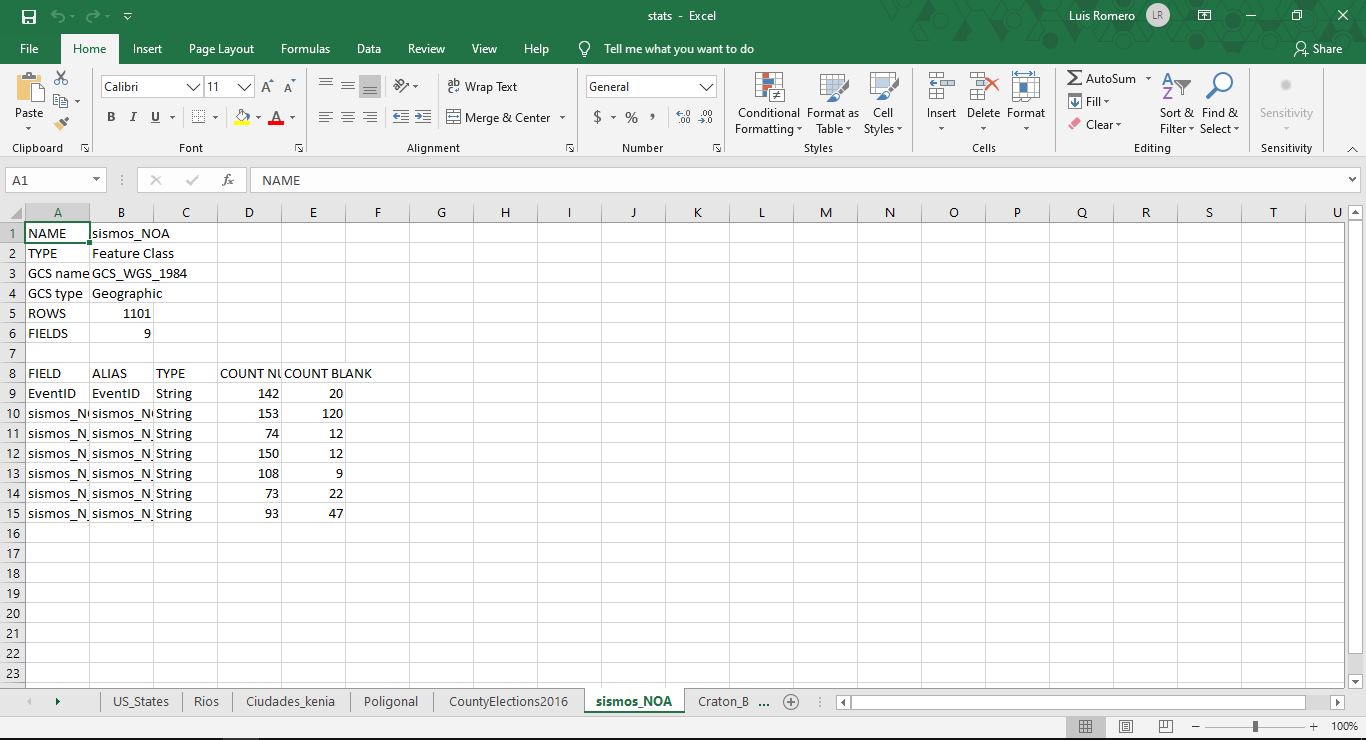 stats - Excel
Luis Romero
LR
File Home Insert Page Layout Formulas Data Review View Help Tell me what you want to do
Share
Paste
Clipboard
Calibri 11
B I U
Font
Wrap Text
Merge & Center
Alignment
General
$ % ,
Number
Conditional Formatting
Format as Table
Cell Styles
Styles
Insert Delete Format
Cells
AutoSum
Fill
Clear
Sort & Filter
Find & Select
Editing
Sensitivity
Sensitivity
A1 fx NAME
A B C D E F G H I J K L M N O P Q R S T U
1 NAME sismos_NOA
2 TYPE Feature Class
3 GCS name GCS_WGS_1984
4 GCS type Geographic
5 ROWS 1101
6 FIELDS 9
7
8 FIELD ALIAS TYPE COUNT NU COUNT BLANK
9 EventID EventID String 142 20
10 sismos_N sismos_N String 153 120
11 sismos_N sismos_N String 74 12
12 sismos_N sismos_N String 150 12
13 sismos_N sismos_N String 108 9
14 sismos_N sismos_N String 73 22
15 sismos_N sismos_N String 93 47
16
17
18
19
20
21
22
23
US_States Rios Ciudades_kenia Poligonal CountyElections2016 sismos_NOA Craton_B ...
100%